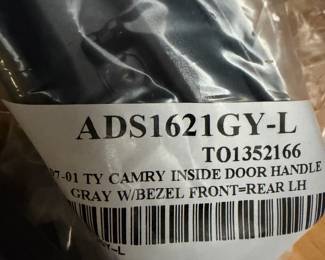 ADS1621GY-L
TO1352166
97-01 TY CAMRY INSIDE DOOR HANDLE
GRAY W/BEZEL FRONT=REAR LH
Y-L